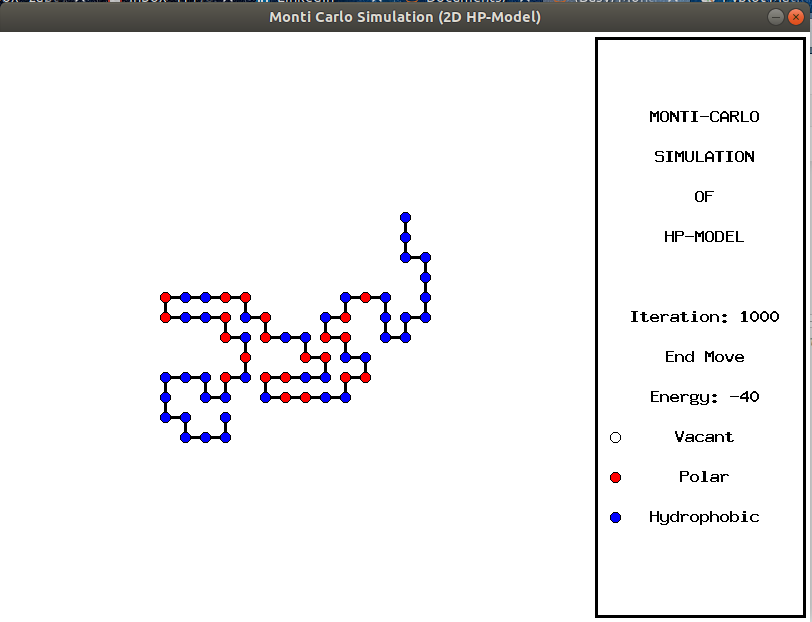 Monti Carlo Simulation (2D HP-Model)
MONTI-CARLO
SIMULATION
OF
HP-MODEL
Iteration: 1000
End Move
Energy: -40
Vacant
Polar
Hydrophobic